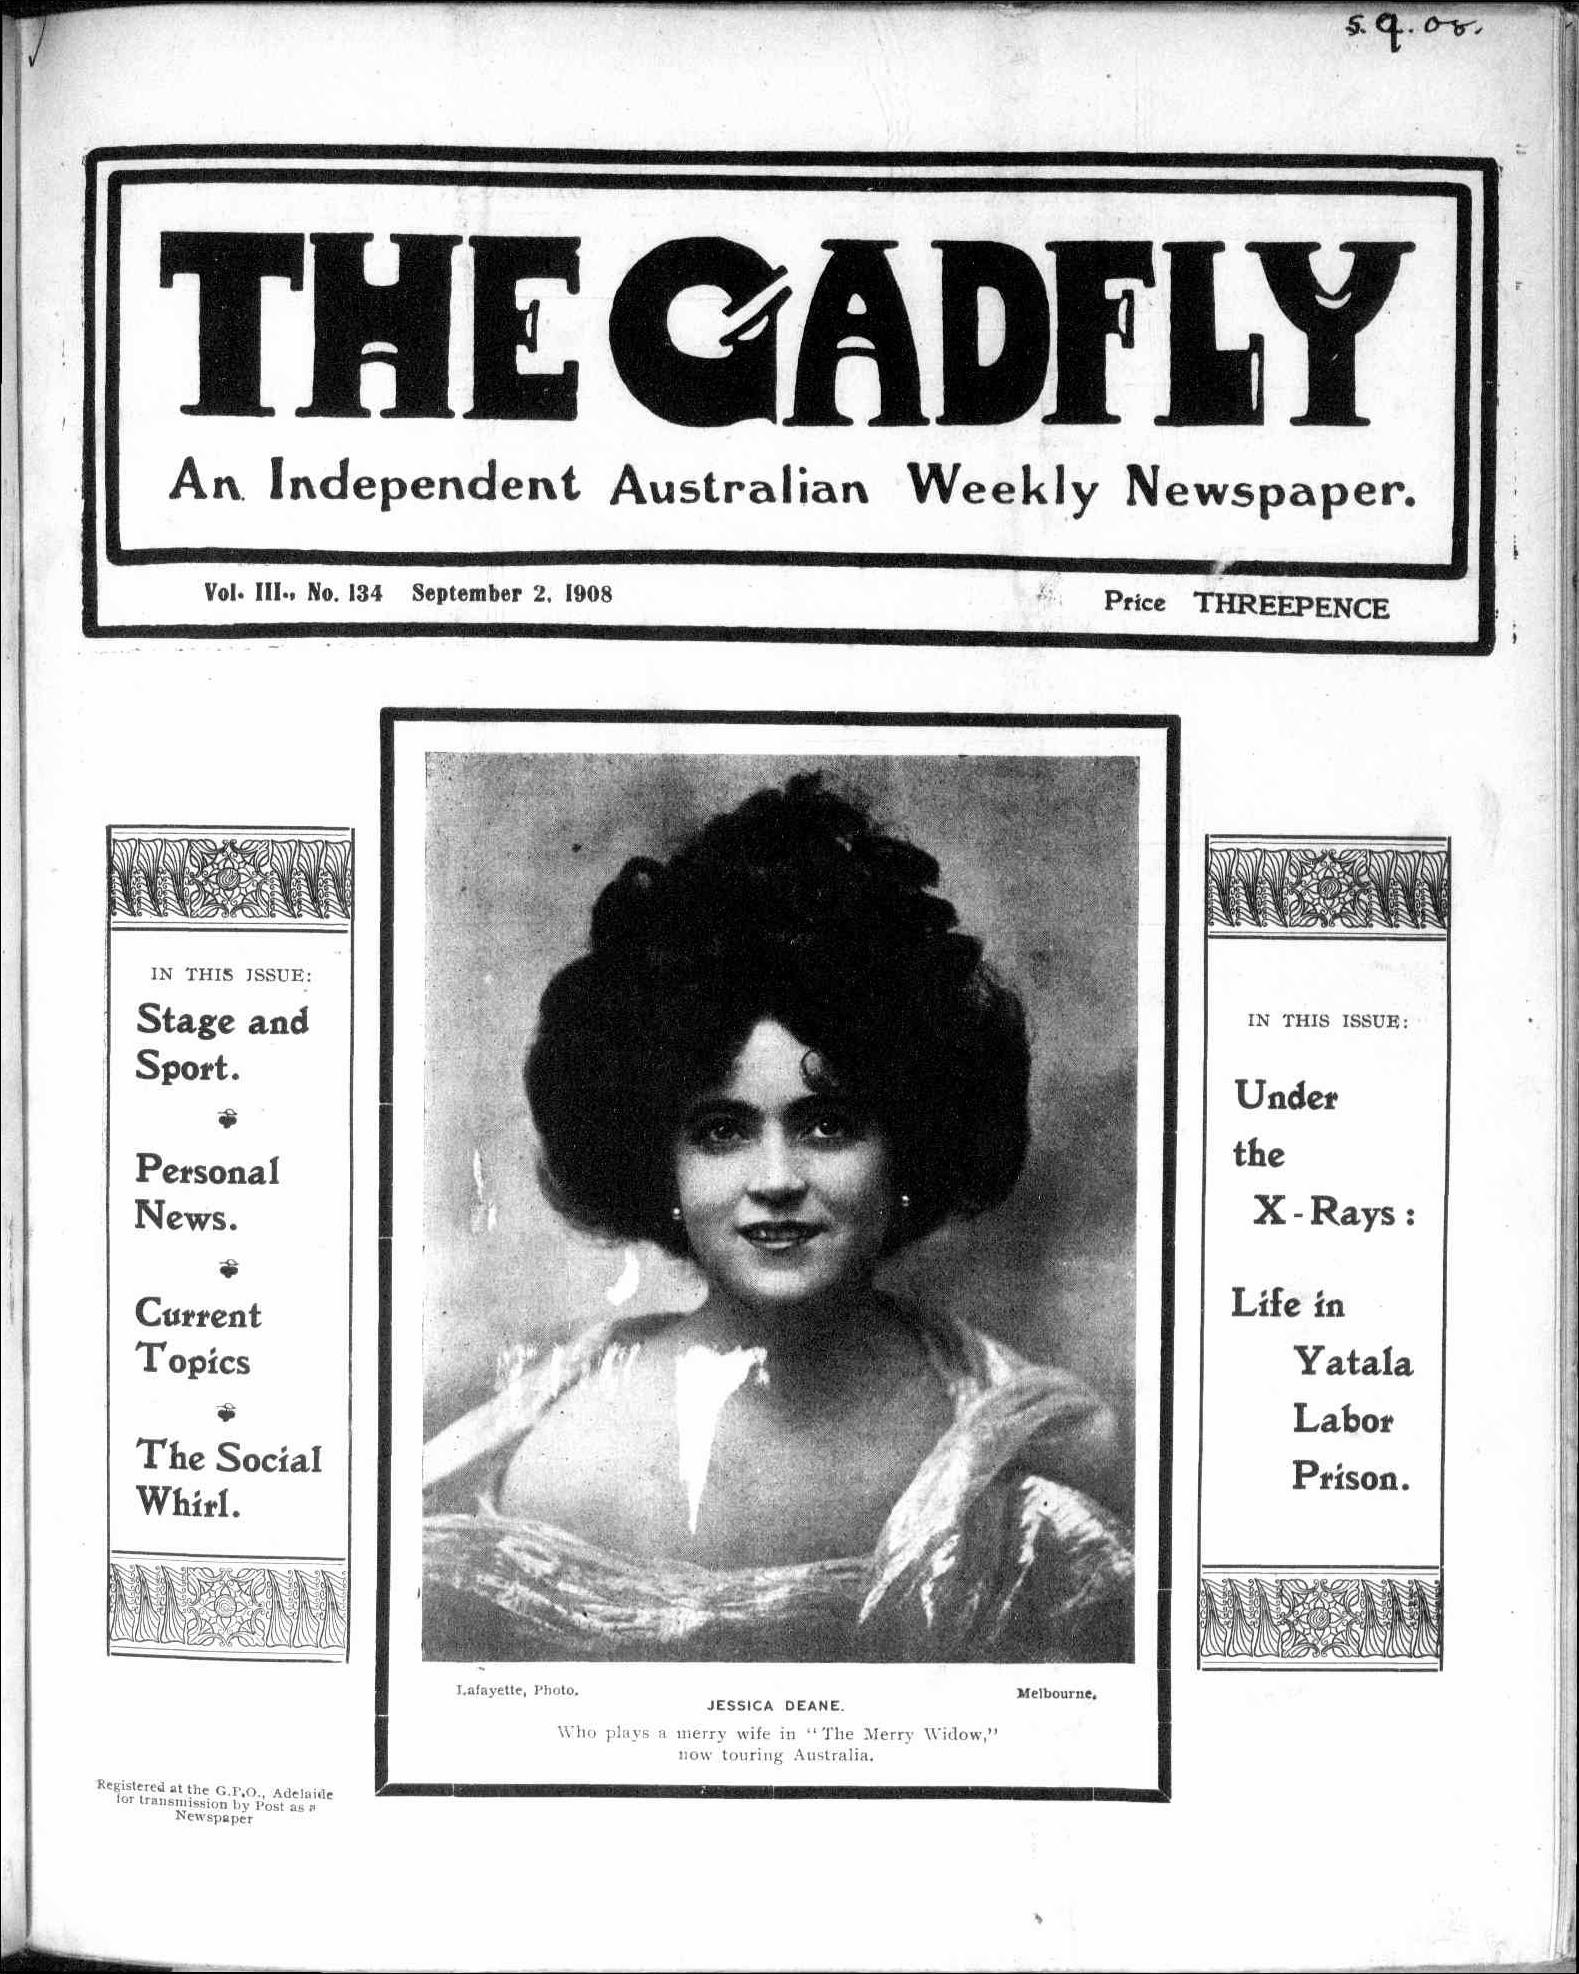 5.9.08.
THE GADFLY
An Independent Australian Weekly Newspaper.
Vol. III., No. 134 September 2, 1908
Price THREEPENCE
IN THIS ISSUE:
Stage and
Sport.
Personal
News.
Current
Topics
The Social
Whirl.
IN THIS ISSUE:
Under
the
X-Rays:
Life in
Yatala
Labor
Prison.
Lafayette, Photo.
Melbourne.
JESSICA DEANE.
Who plays a merry wife in "The Merry Widow,"
now touring Australia.
Registered at the G.P.O., Adelaide
for transmission by Post as a
Newspaper